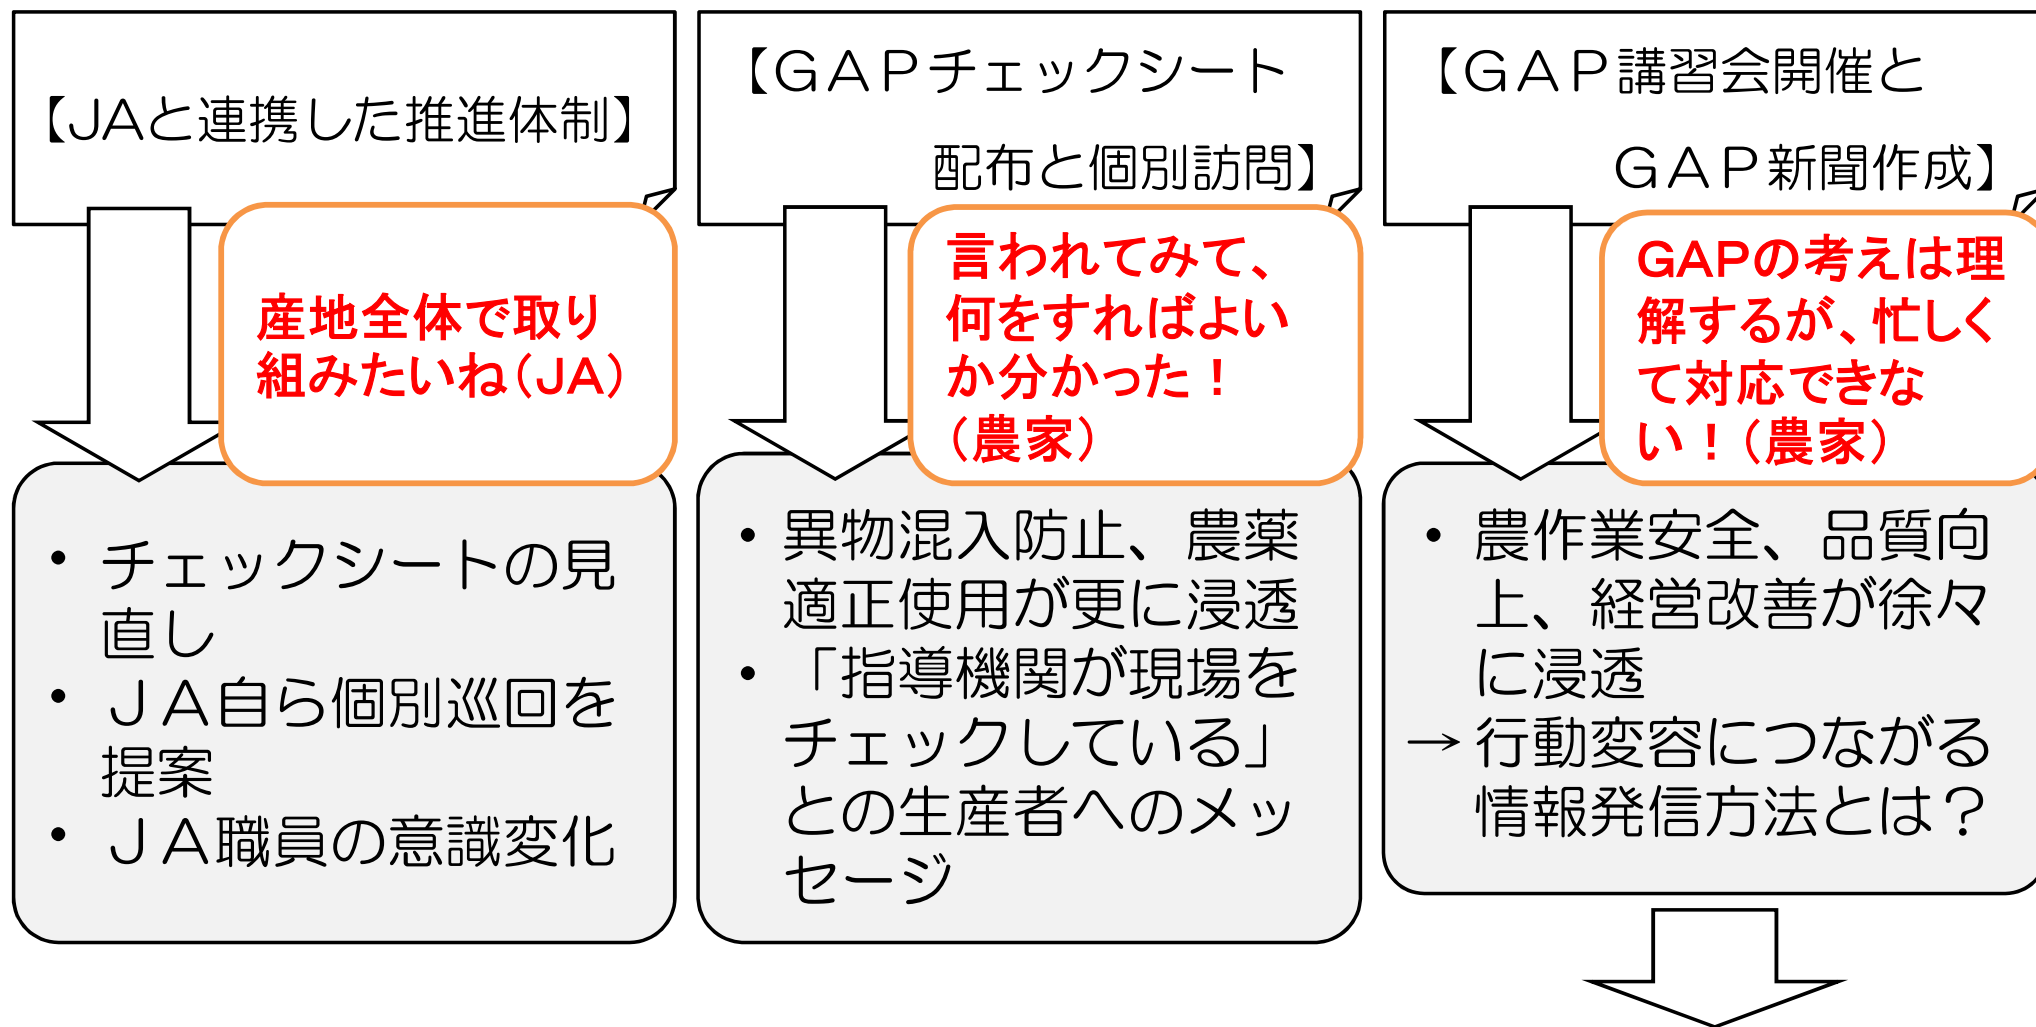 【JAと連携した推進体制】
産地全体で取り
組みたいね（JA）
・チェックシートの見
直し
・ＪＡ自ら個別巡回を
提案
・ＪＡ職員の意識変化
【ＧＡＰチェックシート
配布と個別訪問】
言われてみて、
何をすればよい
か分かった！
（農家）
・異物混入防止、農薬
適正使用が更に浸透
・「指導機関が現場を
チェックしている」
との生産者へのメッ
セージ
【ＧＡＰ講習会開催と
ＧＡＰ新聞作成】
GAPの考えは理
解するが、忙しく
て対応できな
い！（農家）
・農作業安全、品質向
上、経営改善が徐々
に浸透
→行動変容につながる
情報発信方法とは？